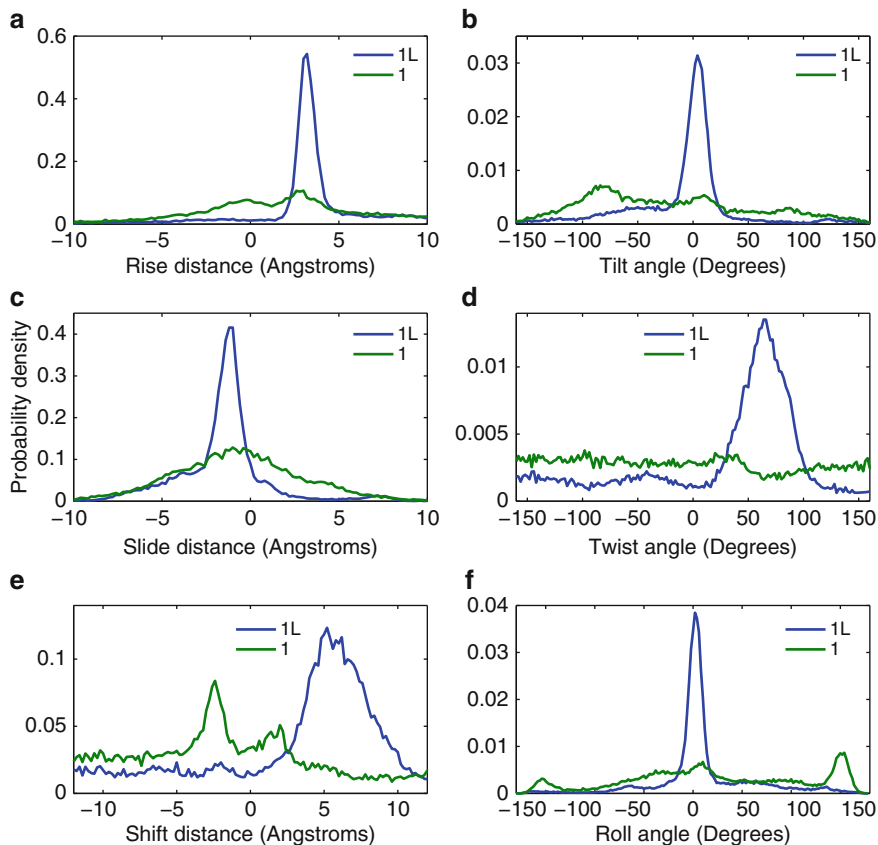 a
0.6
0.4
0.2
0
−10 −5 0 5 10
Rise distance (Angstroms)
1L
1
b
0.03
0.02
0.01
0
−150 −100 −50 0 50 100 150
Tilt angle (Degrees)
1L
1
c
Probability density
0.4
0.3
0.2
0.1
0
−10 −5 0 5 10
Slide distance (Angstroms)
1L
1
d
0.01
0.005
0
−150 −100 −50 0 50 100 150
Twist angle (Degrees)
1L
1
e
0.1
0.05
0
−10 −5 0 5 10
Shift distance (Angstroms)
1L
1
f
0.04
0.03
0.02
0.01
0
−150 −100 −50 0 50 100 150
Roll angle (Degrees)
1L
1